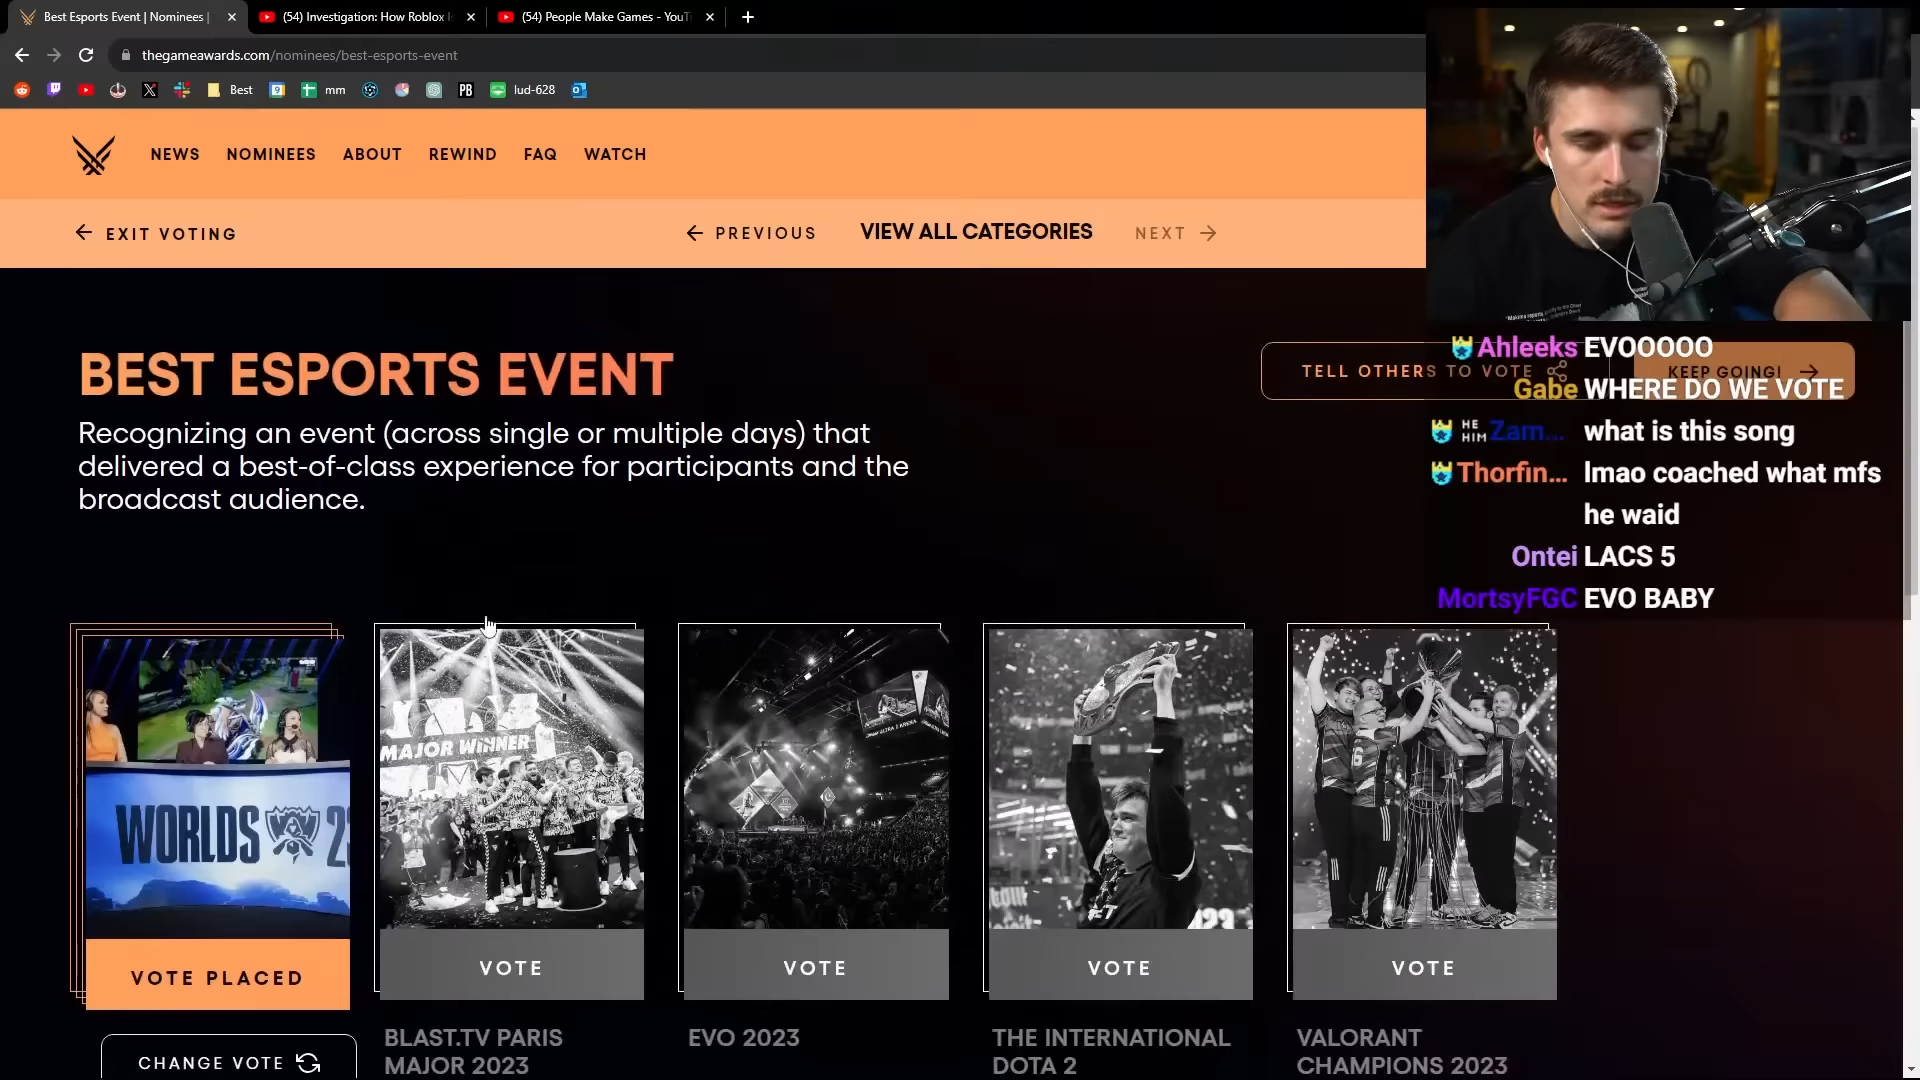 Best Esports Event | Nominees |
(54) Investigation: How Roblox
(54) People Make Games - YouT
thegameawards.com/nominees/best-esports-event
Best
mm
PB
lud-628
NEWS
NOMINEES
ABOUT
REWIND
FAQ
WATCH
EXIT VOTING
PREVIOUS
VIEW ALL CATEGORIES
NEXT
BEST ESPORTS EVENT
TELL OTHERS TO VOTE
KEEP GOING!
Recognizing an event (across single or multiple days) that
delivered a best-of-class experience for participants and the
broadcast audience.
Ahleeks EVOOOOO
Gabe WHERE DO WE VOTE
HE
HIM
Zam... what is this song
Thorfin... lmao coached what mfs
he waid
Ontei LACS 5
MortsyFGC EVO BABY
WORLDS
MAJOR WINNER
VOTE PLACED
VOTE
VOTE
VOTE
VOTE
CHANGE VOTE
BLAST.TV PARIS
MAJOR 2023
EVO 2023
THE INTERNATIONAL
DOTA 2
VALORANT
CHAMPIONS 2023